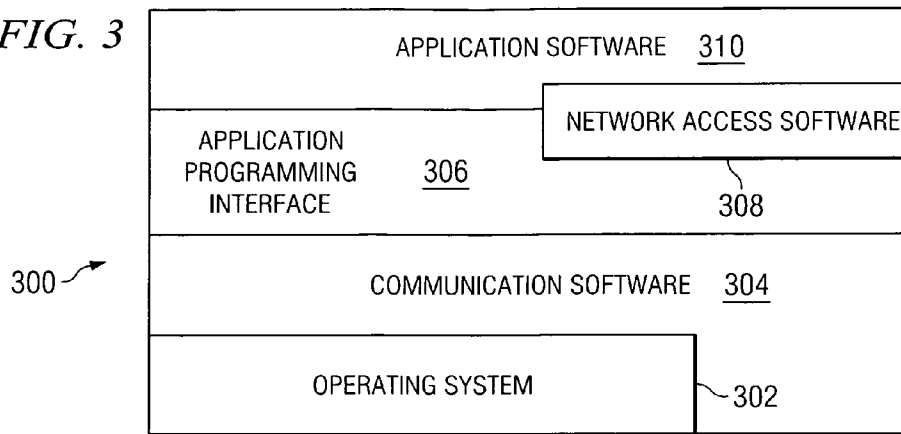 FIG. 3
APPLICATION SOFTWARE 310
NETWORK ACCESS SOFTWARE
308
APPLICATION
PROGRAMMING
INTERFACE
306
300
COMMUNICATION SOFTWARE 304
OPERATING SYSTEM
302